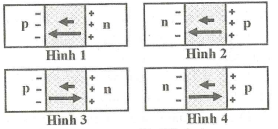 p - - - + + + + n
Hình 1
n - - - + + + + p
Hình 2
p - - - + + + + n
Hình 3
n - - - + + + + p
Hình 4